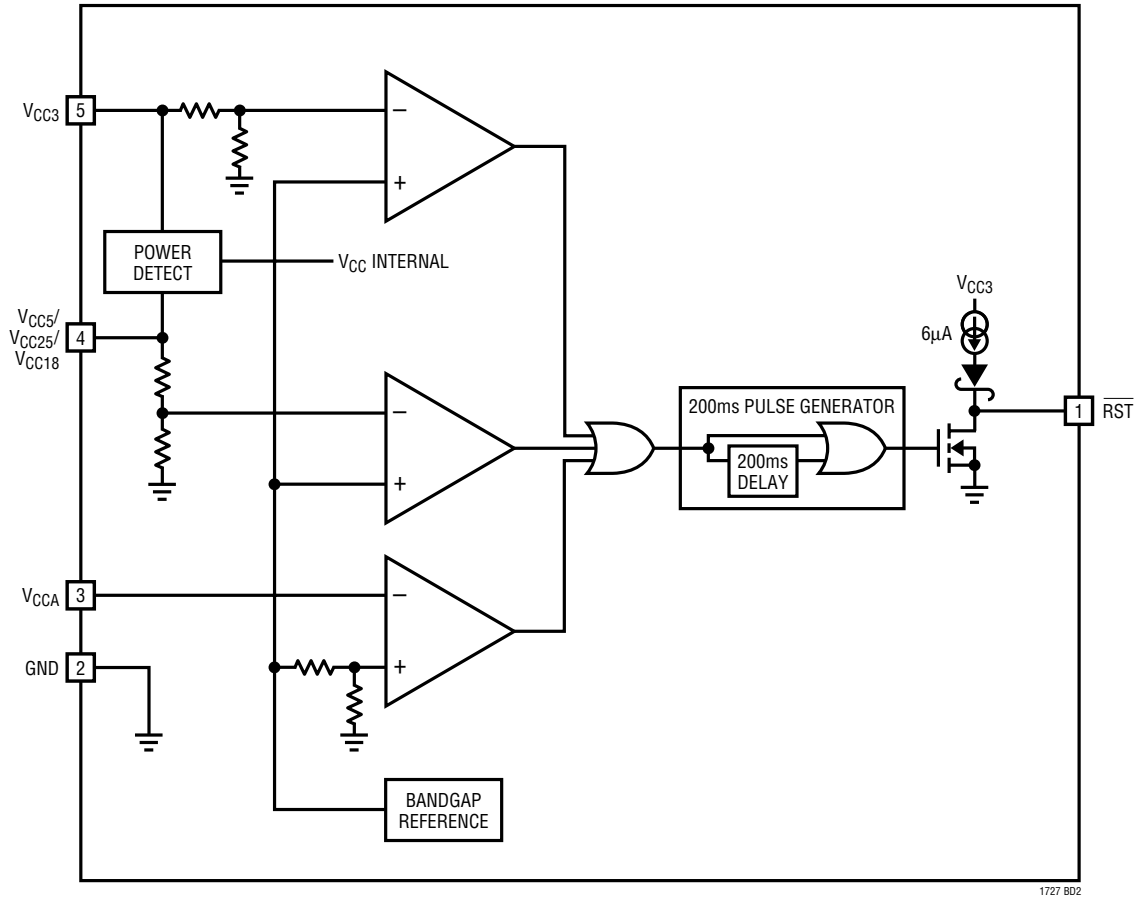 VCC3
5
−
+
POWER
DETECT
VCC INTERNAL
VCC5/
VCC25/
VCC18
4
−
+
VCCA
3
−
+
GND
2
BANDGAP
REFERENCE
200ms PULSE GENERATOR
200ms
DELAY
VCC3
6µA
1
RST
1727 BD2